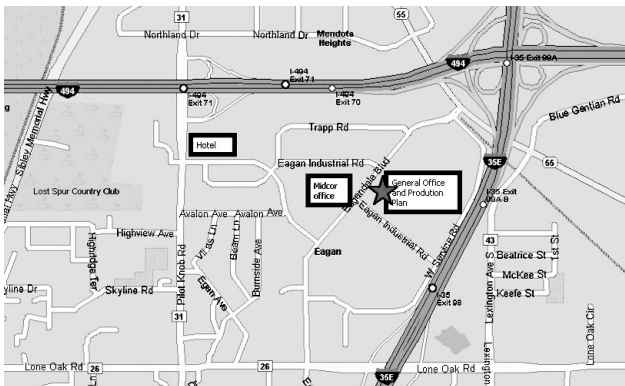 31
55
Northland Dr
Northland Dr
Mendota
Heights
I-35 Exit 99A
494
I-494
Exit 71
494
I-494
Exit 71
I-494
Exit 70
Sibley Memorial Hwy
Blue Gentian Rd
Trapp Rd
35E
55
Hotel
Eagan Industrial Rd
Lost Spur Country Club
Midcor
office
Eagandale Blvd
General Office
and Prodution
Plan
I-35 Exit
99A-B
Avalon Ave
Avalon Ave
Eagan Industrial Rd
Highview Ave
Vilas Ln
Beam Ln
Burnside Ave
Eagan
W Service Rd
43
Beatrice St
1st St
Highridge Ter
Pilot Knob Rd
McKee St
Skyline Rd
Keefe St
Egan Ave
I-35
Exit 98
Lexington Ave S
31
Lone Oak Cir
Lone Oak Rd
26
26
Lone Oak Rd
35E
Lexington